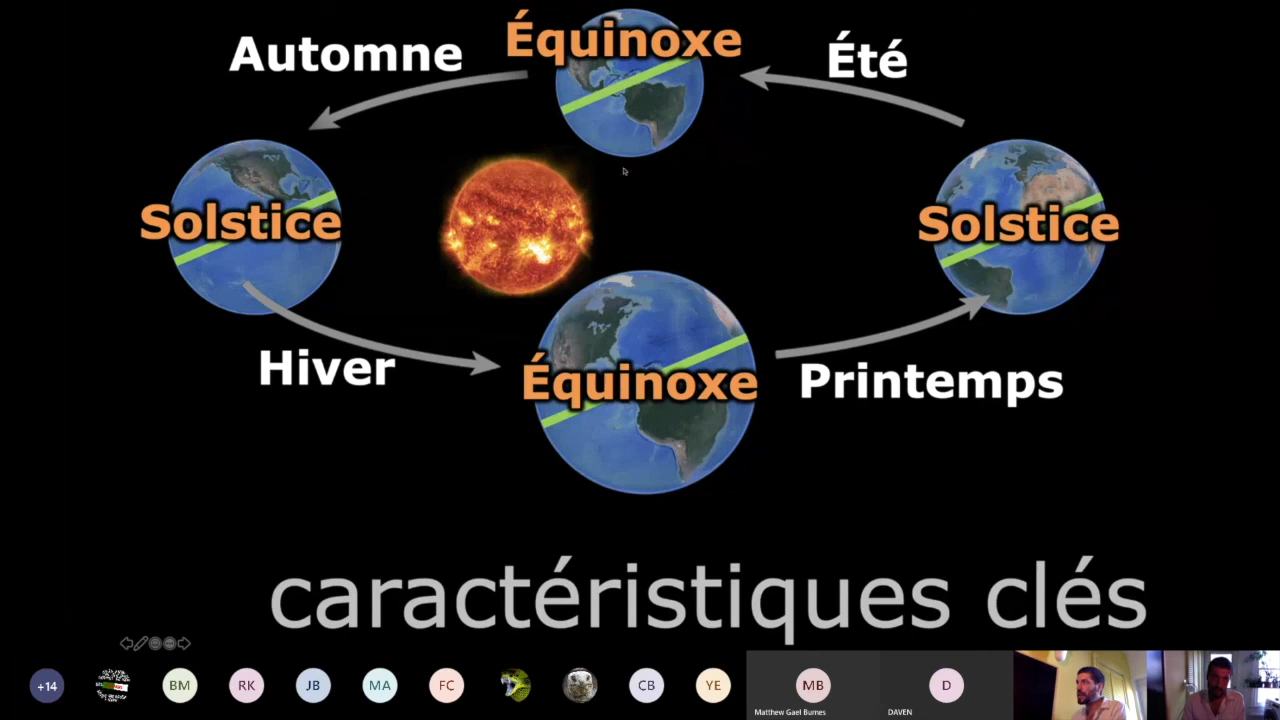 Équinoxe
Automne
Été
Solstice
Solstice
Équinoxe
Hiver
Printemps
caractéristiques clés
+14
BM
RK
JB
MA
FC
CB
YE
MB
D
Matthew Gael Bumes
DAVEN